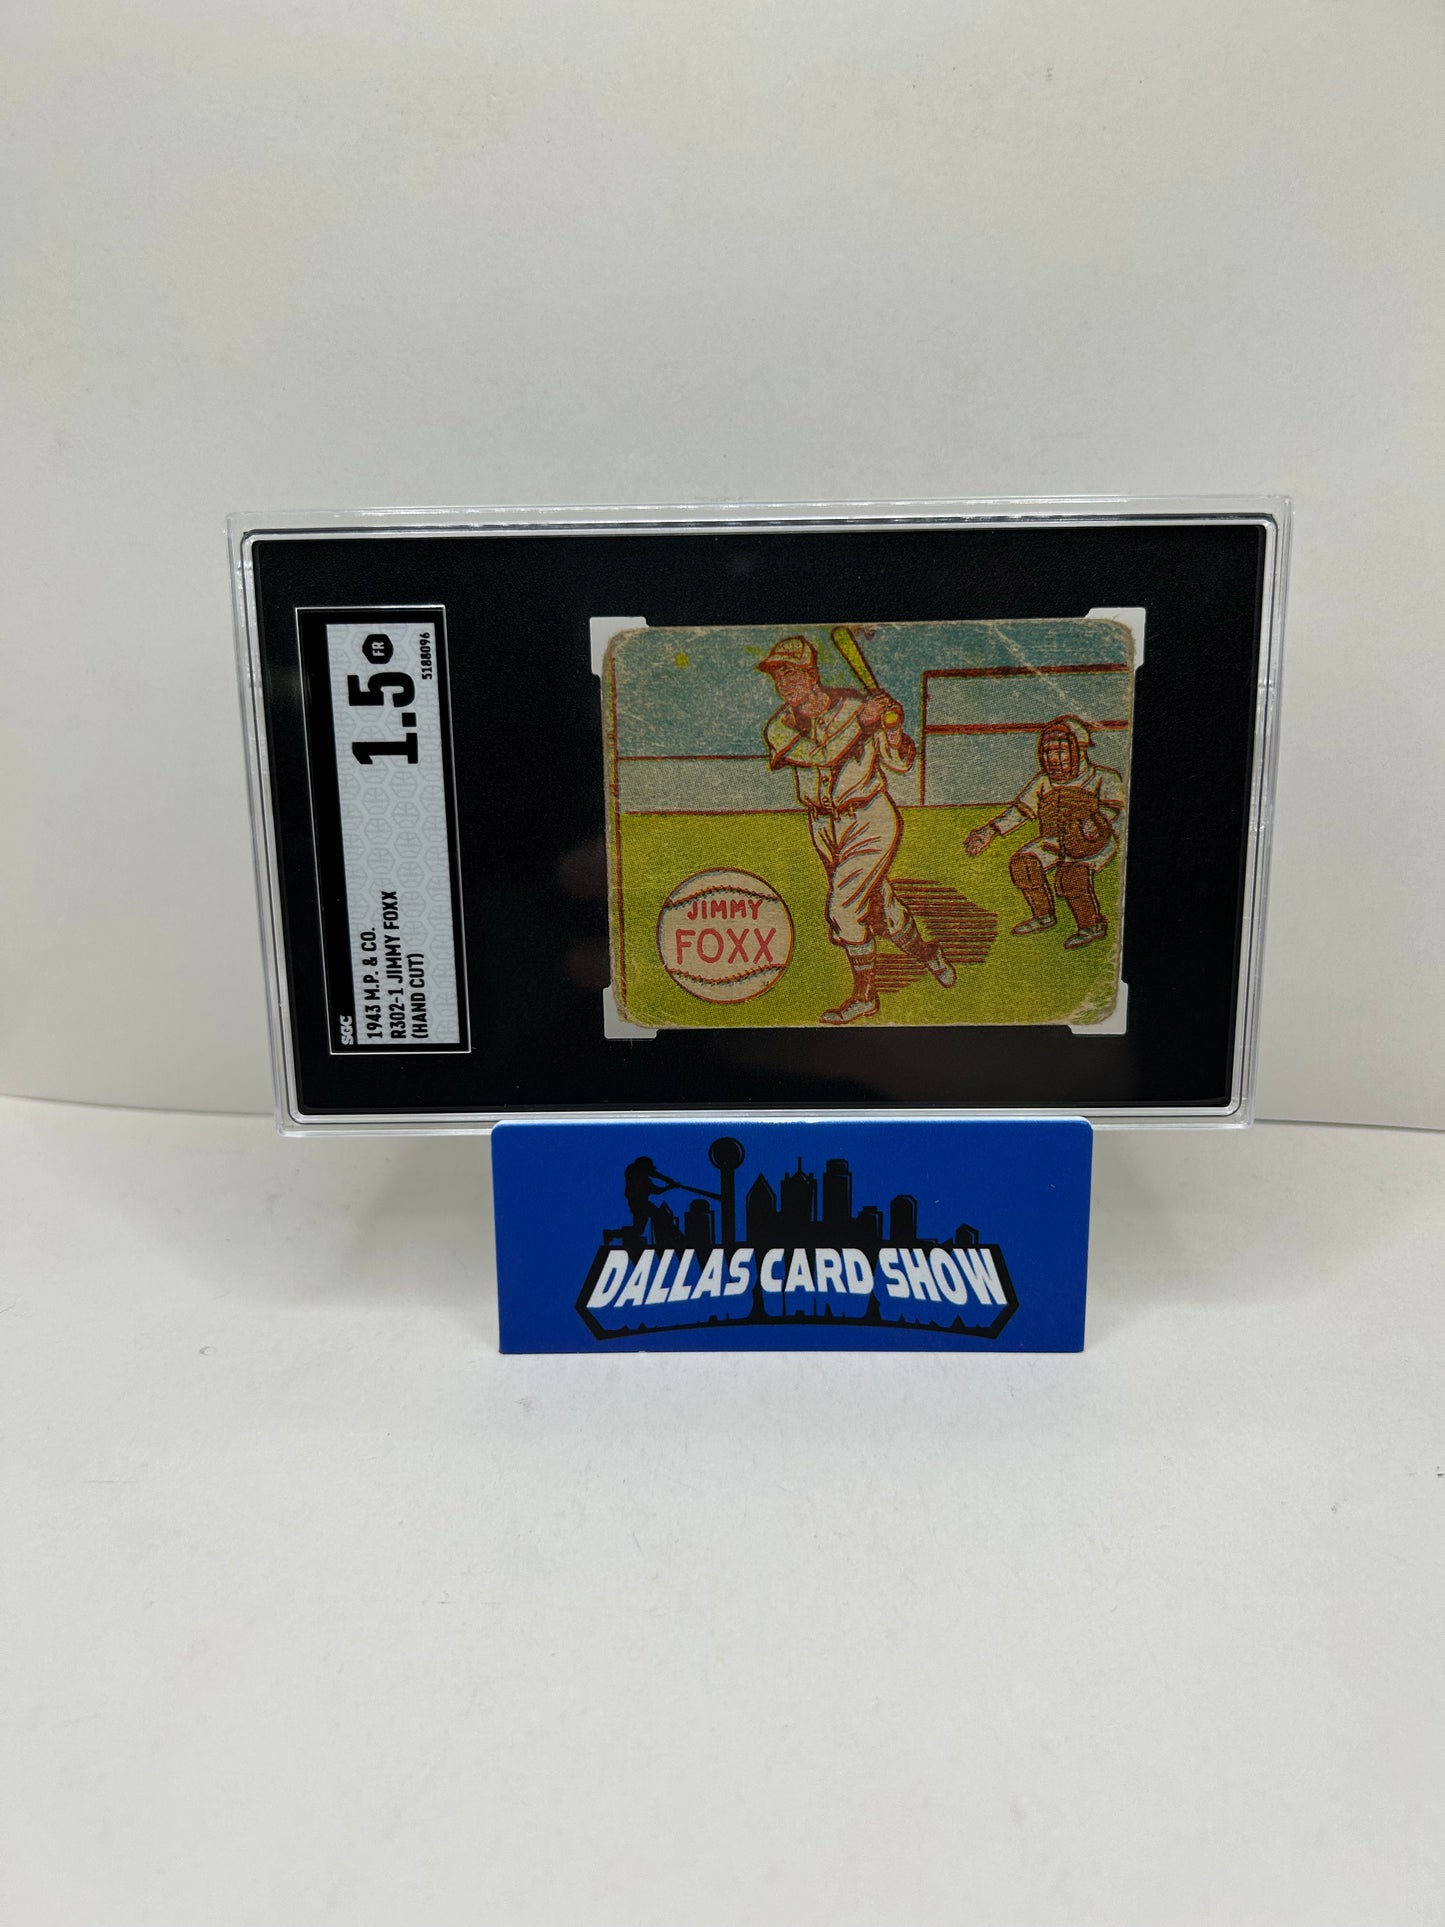 SGC
1943 M.P. & CO.
R302-1 JIMMY FOXX
(HAND CUT)
1.5
FR
5188096
JIMMY
FOXX
DALLAS CARD SHOW